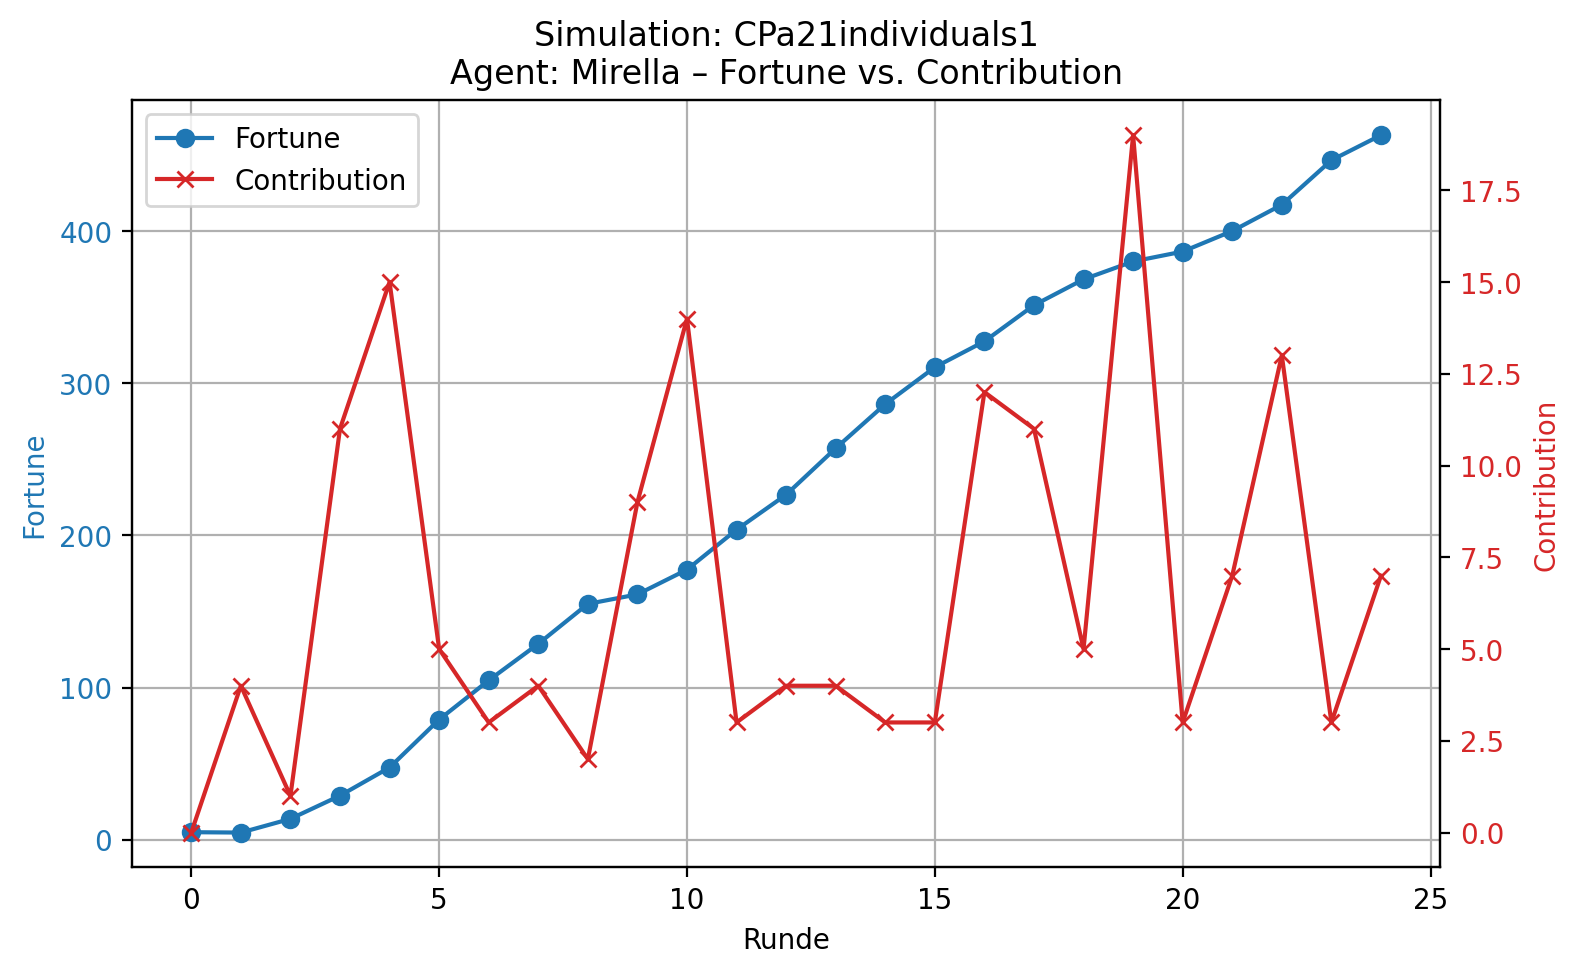 Simulation: CPa21individuals1
Agent: Mirella – Fortune vs. Contribution
Fortune
Contribution
400
300
200
100
0
Fortune
17.5
15.0
12.5
10.0
7.5
5.0
2.5
0.0
Contribution
0 5 10 15 20 25
Runde